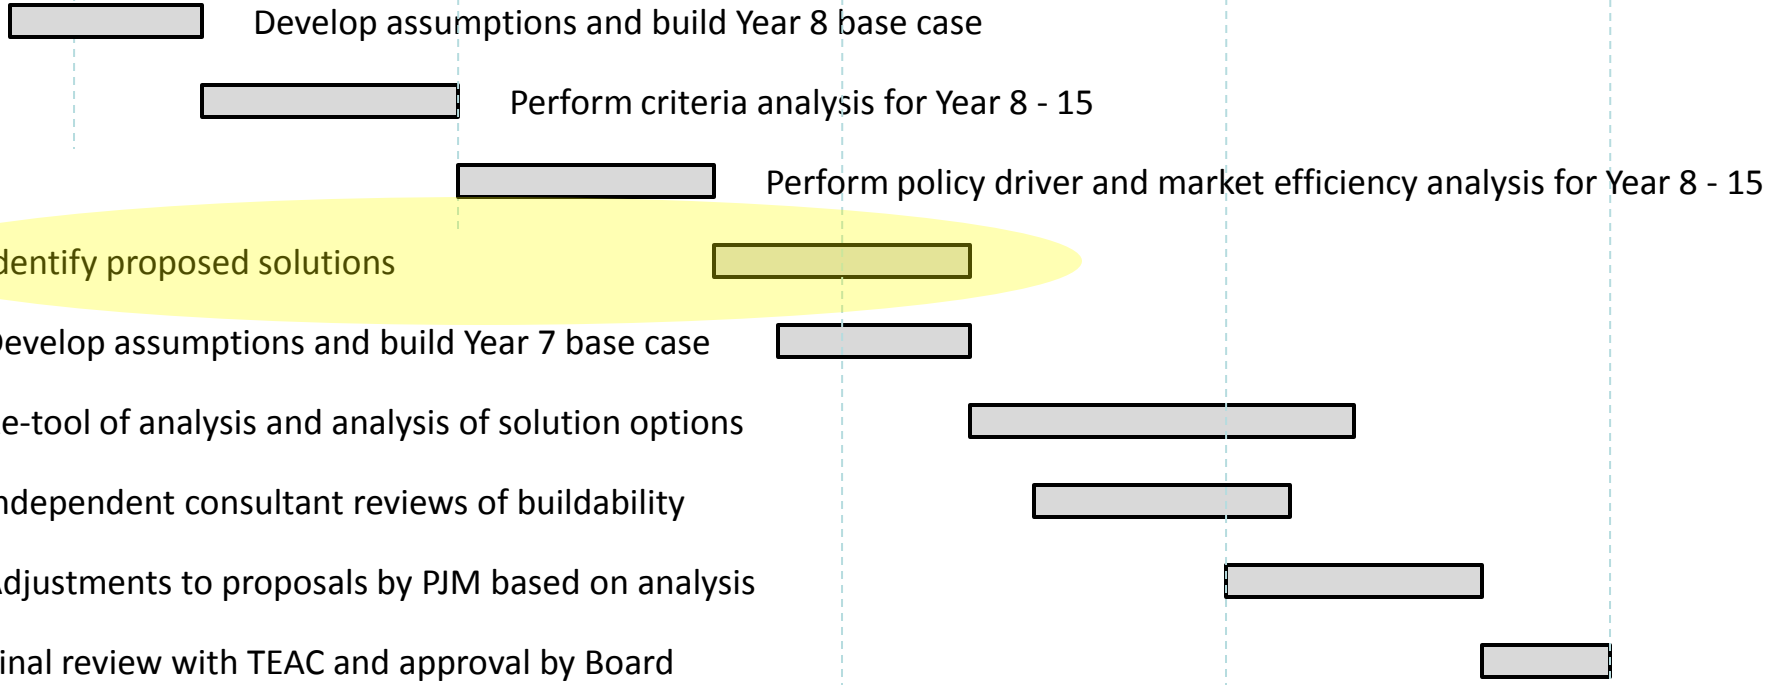 Develop assumptions and build Year 8 base case
Perform criteria analysis for Year 8 - 15
Perform policy driver and market efficiency analysis for Year 8 - 15
dentify proposed solutions
Develop assumptions and build Year 7 base case
e-tool of analysis and analysis of solution options
ndependent consultant reviews of buildability
Adjustments to proposals by PJM based on analysis
inal review with TEAC and approval by Board